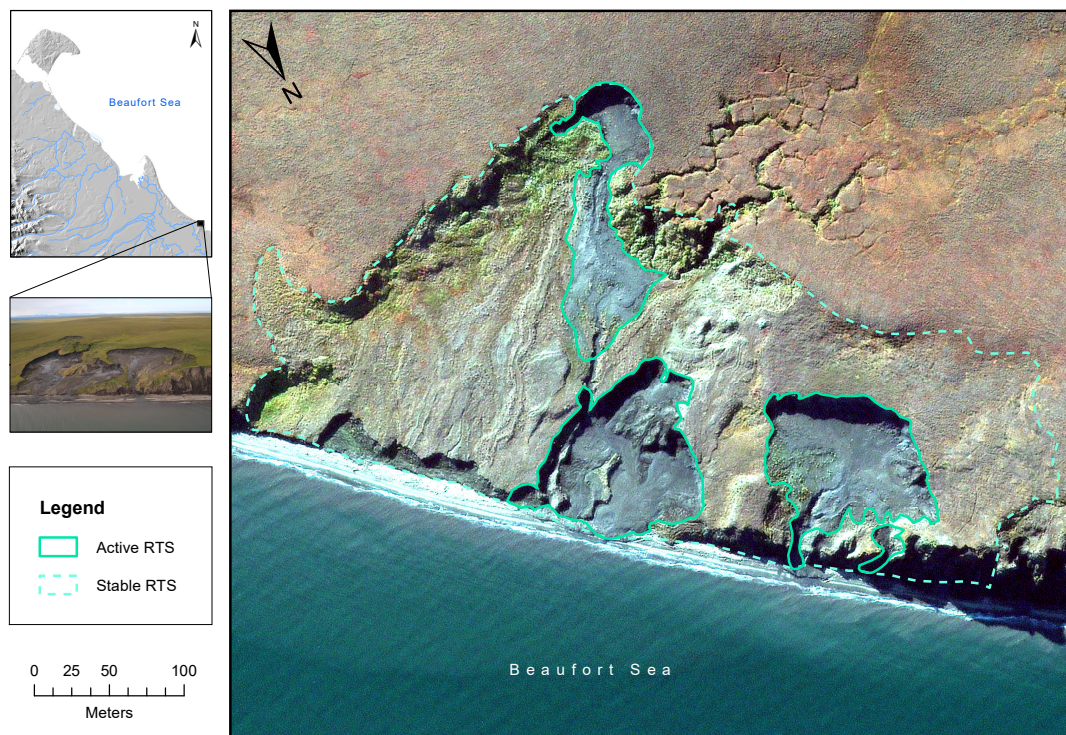 N
Beaufort Sea
Legend
Active RTS
Stable RTS
0 25 50 100
Meters
N
Beaufort Sea